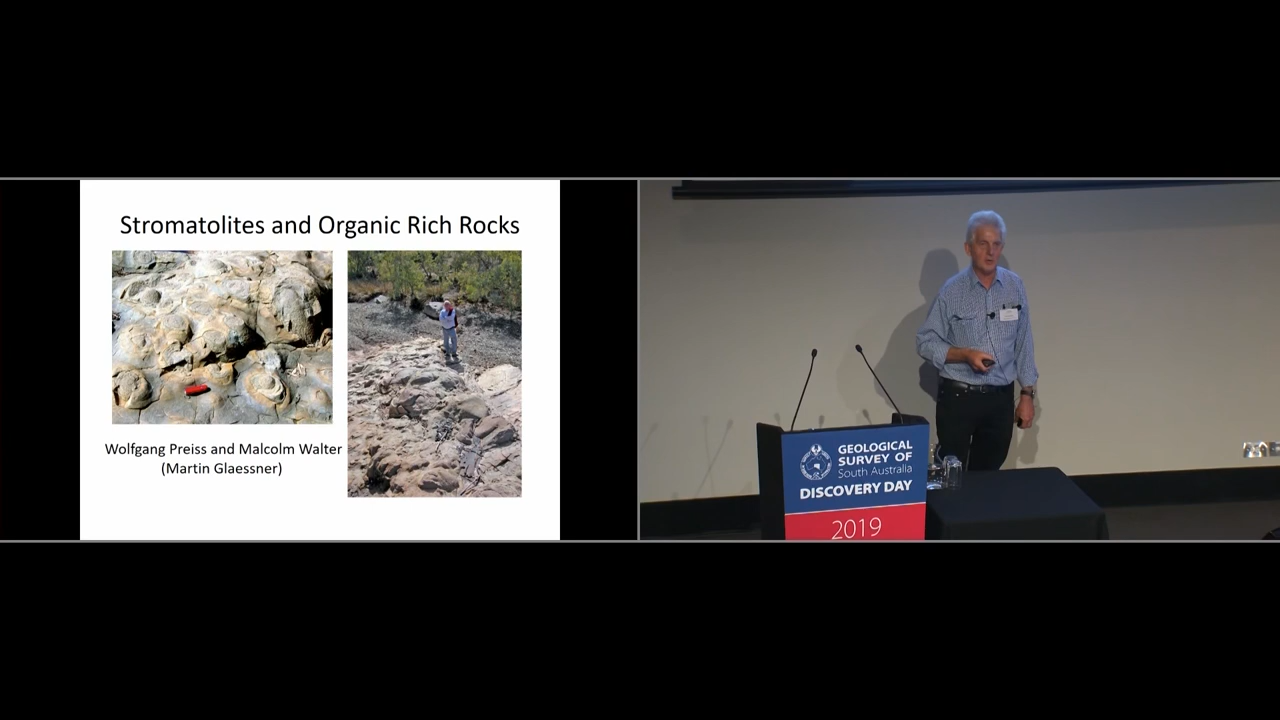 Stromatolites and Organic Rich Rocks
Wolfgang Preiss and Malcolm Walter
(Martin Glaessner)
GEOLOGICAL
SURVEY OF
South Australia
DISCOVERY DAY
2019